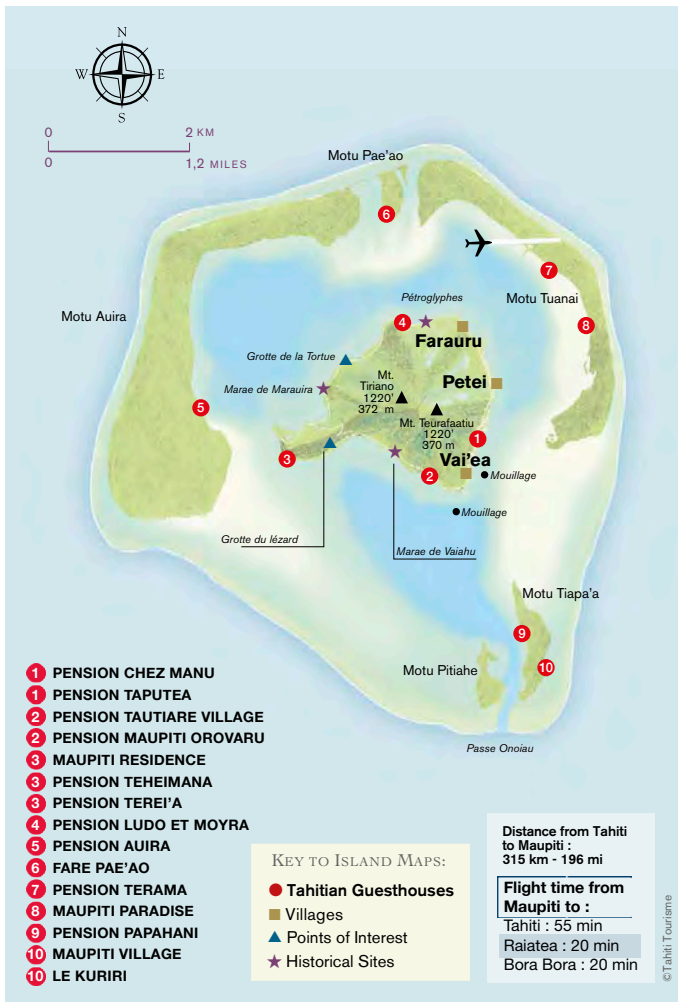 N
W
E
S
0
2 KM
0
1,2 MILES
Motu Pae'ao
6
7
Motu Tuanai
Pétroglyphes
Motu Auira
4
8
Farauru
Grotte de la Tortue
Mt.
Tiriano
1220'
372 m
Petei
Marae de Marauira
5
Mt. Teurafaatiu
1220'
370 m
1
3
Vai'ea
2
Mouillage
Mouillage
Grotte du lézard
Marae de Vaiahu
Motu Tiapa'a
9
Motu Pitiahe
10
Passe Onoiau
1 PENSION CHEZ MANU
1 PENSION TAPUTEA
2 PENSION TAUTIARE VILLAGE
2 PENSION MAUPITI OROVARU
3 MAUPITI RESIDENCE
3 PENSION TEHEIMANA
3 PENSION TEREI'A
4 PENSION LUDO ET MOYRA
5 PENSION AUIRA
6 FARE PAE'AO
7 PENSION TERAMA
8 MAUPITI PARADISE
9 PENSION PAPAHANI
10 MAUPITI VILLAGE
10 LE KURIRI
KEY TO ISLAND MAPS:
Tahitian Guesthouses
Villages
Points of Interest
Historical Sites
Distance from Tahiti
to Maupiti :
315 km - 196 mi
Flight time from
Maupiti to :
Tahiti : 55 min
Raiatea : 20 min
Bora Bora : 20 min
©Tahiti Tourisme